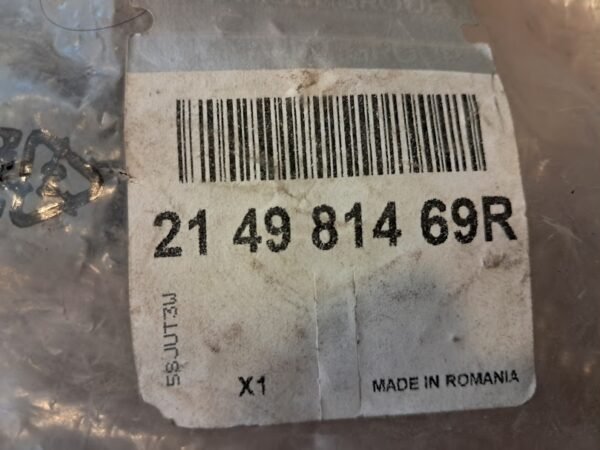 21 49 814 69R
5SJUT3W
X1
MADE IN ROMANIA